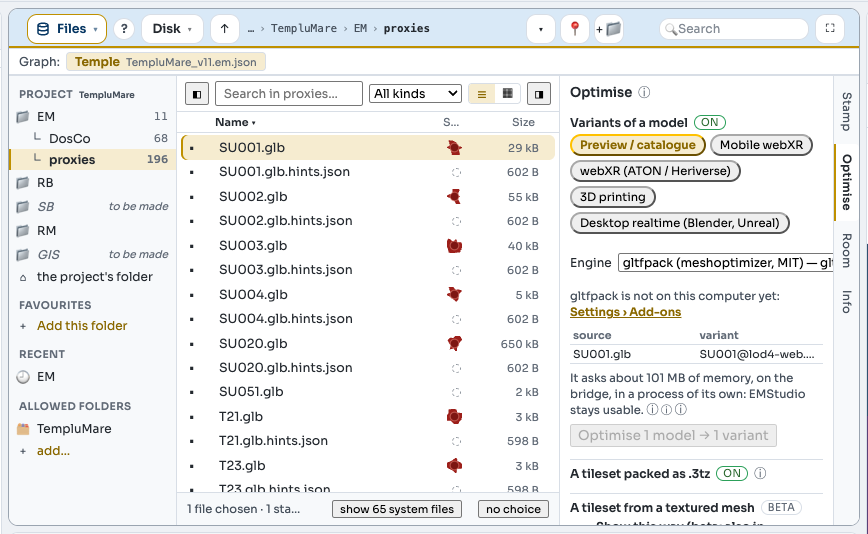 Files ▾ ? Disk ▾ ↑ … › TempluMare › EM › proxies ▾ + Search
Graph: Temple TempluMare_v11.em.json
PROJECT TempluMare
EM 11
└ DosCo 68
└ proxies 196
RB
SB to be made
RM
GIS to be made
the project's folder
FAVOURITES
+ Add this folder
RECENT
EM
ALLOWED FOLDERS
TempluMare
+ add...
Search in proxies... All kinds
Name ▾ S... Size
SU001.glb 29 kB
SU001.glb.hints.json 602 B
SU002.glb 55 kB
SU002.glb.hints.json 602 B
SU003.glb 40 kB
SU003.glb.hints.json 602 B
SU004.glb 5 kB
SU004.glb.hints.json 602 B
SU020.glb 650 kB
SU020.glb.hints.json 602 B
SU051.glb 2 kB
T21.glb 3 kB
T21.glb.hints.json 598 B
T23.glb 3 kB
T23.glb.hints.json 598 B
1 file chosen · 1 sta... show 65 system files no choice
Optimise ⓘ
Variants of a model ON
Preview / catalogue Mobile webXR
webXR (ATON / Heriverse)
3D printing
Desktop realtime (Blender, Unreal)
Engine gltfpack (meshoptimizer, MIT) — glt
gltfpack is not on this computer yet:
Settings › Add-ons
source variant
SU001.glb SU001@lod4-web....
It asks about 101 MB of memory, on the
bridge, in a process of its own: EMStudio
stays usable. ⓘ ⓘ ⓘ
Optimise 1 model → 1 variant
A tileset packed as .3tz ON ⓘ
A tileset from a textured mesh BETA
Stamp
Optimise
Room
Info